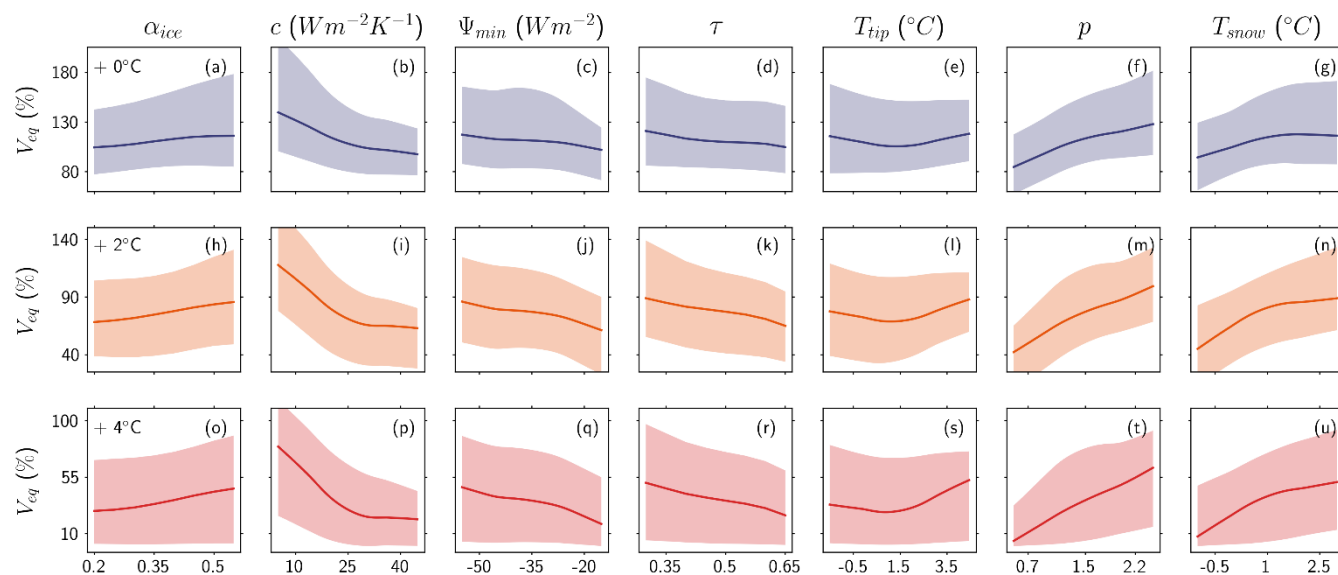 α_ice c (Wm⁻²K⁻¹) Ψ_min (Wm⁻²) τ T_tip (°C) p T_snow (°C)
V_eq (%)
180
130
80
+ 0°C (a) (b) (c) (d) (e) (f) (g)
V_eq (%)
140
90
40
+ 2°C (h) (i) (j) (k) (l) (m) (n)
V_eq (%)
100
55
10
+ 4°C (o) (p) (q) (r) (s) (t) (u)
0.2 0.35 0.5 10 25 40 -50 -35 -20 0.35 0.5 0.65 -0.5 1.5 3.5 0.7 1.5 2.2 -0.5 1 2.5